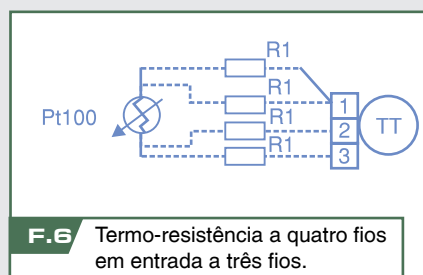 R1
R1
Pt100
R1
R1
1
2
3
TT
F.6 Termo-resistência a quatro fios
em entrada a três fios.